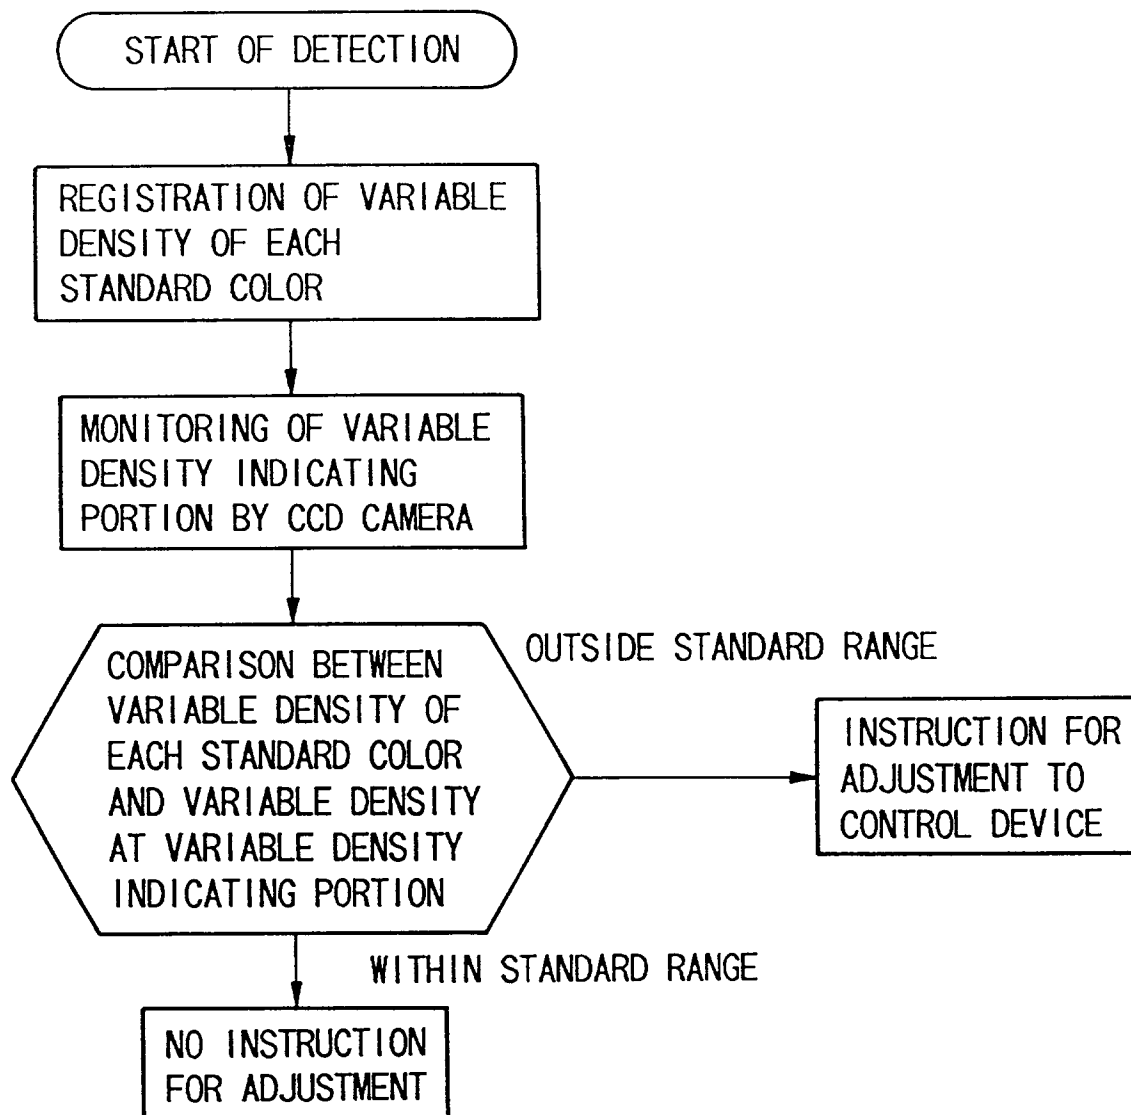 START OF DETECTION
REGISTRATION OF VARIABLE
DENSITY OF EACH
STANDARD COLOR
MONITORING OF VARIABLE
DENSITY INDICATING
PORTION BY CCD CAMERA
COMPARISON BETWEEN
VARIABLE DENSITY OF
EACH STANDARD COLOR
AND VARIABLE DENSITY
AT VARIABLE DENSITY
INDICATING PORTION
OUTSIDE STANDARD RANGE
INSTRUCTION FOR
ADJUSTMENT TO
CONTROL DEVICE
WITHIN STANDARD RANGE
NO INSTRUCTION
FOR ADJUSTMENT